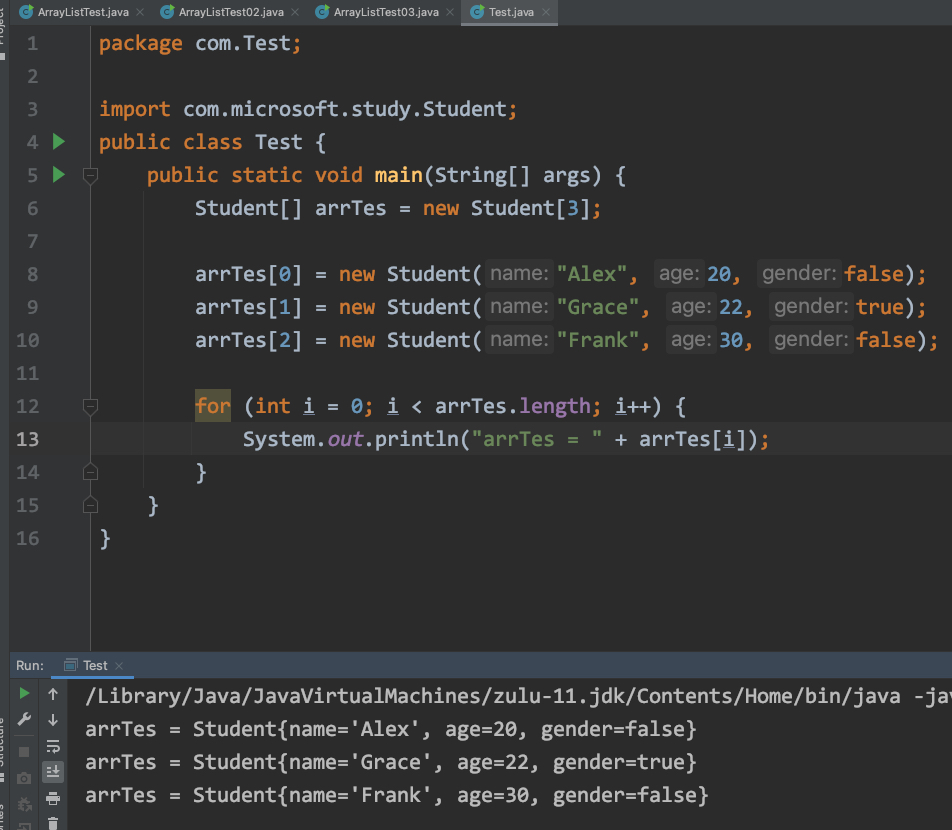 Project
ArrayListTest.java × ArrayListTest02.java × ArrayListTest03.java × Test.java ×
1 package com.Test;
2
3 import com.microsoft.study.Student;
4 public class Test {
5 public static void main(String[] args) {
6 Student[] arrTes = new Student[3];
7
8 arrTes[0] = new Student( name: "Alex", age: 20, gender: false);
9 arrTes[1] = new Student( name: "Grace", age: 22, gender: true);
10 arrTes[2] = new Student( name: "Frank", age: 30, gender: false);
11
12 for (int i = 0; i < arrTes.length; i++) {
13 System.out.println("arrTes = " + arrTes[i]);
14 }
15 }
16 }
Run: Test ×
/Library/Java/JavaVirtualMachines/zulu-11.jdk/Contents/Home/bin/java -jav
arrTes = Student{name='Alex', age=20, gender=false}
arrTes = Student{name='Grace', age=22, gender=true}
arrTes = Student{name='Frank', age=30, gender=false}